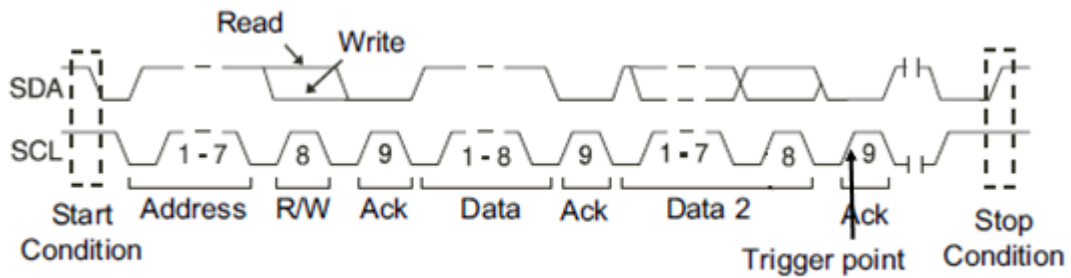 Read
Write
SDA
SCL
1 - 7
8
9
1 - 8
9
1 - 7
8
9
Start
Condition
Address
R/W
Ack
Data
Ack
Data 2
Ack
Trigger point
Stop
Condition